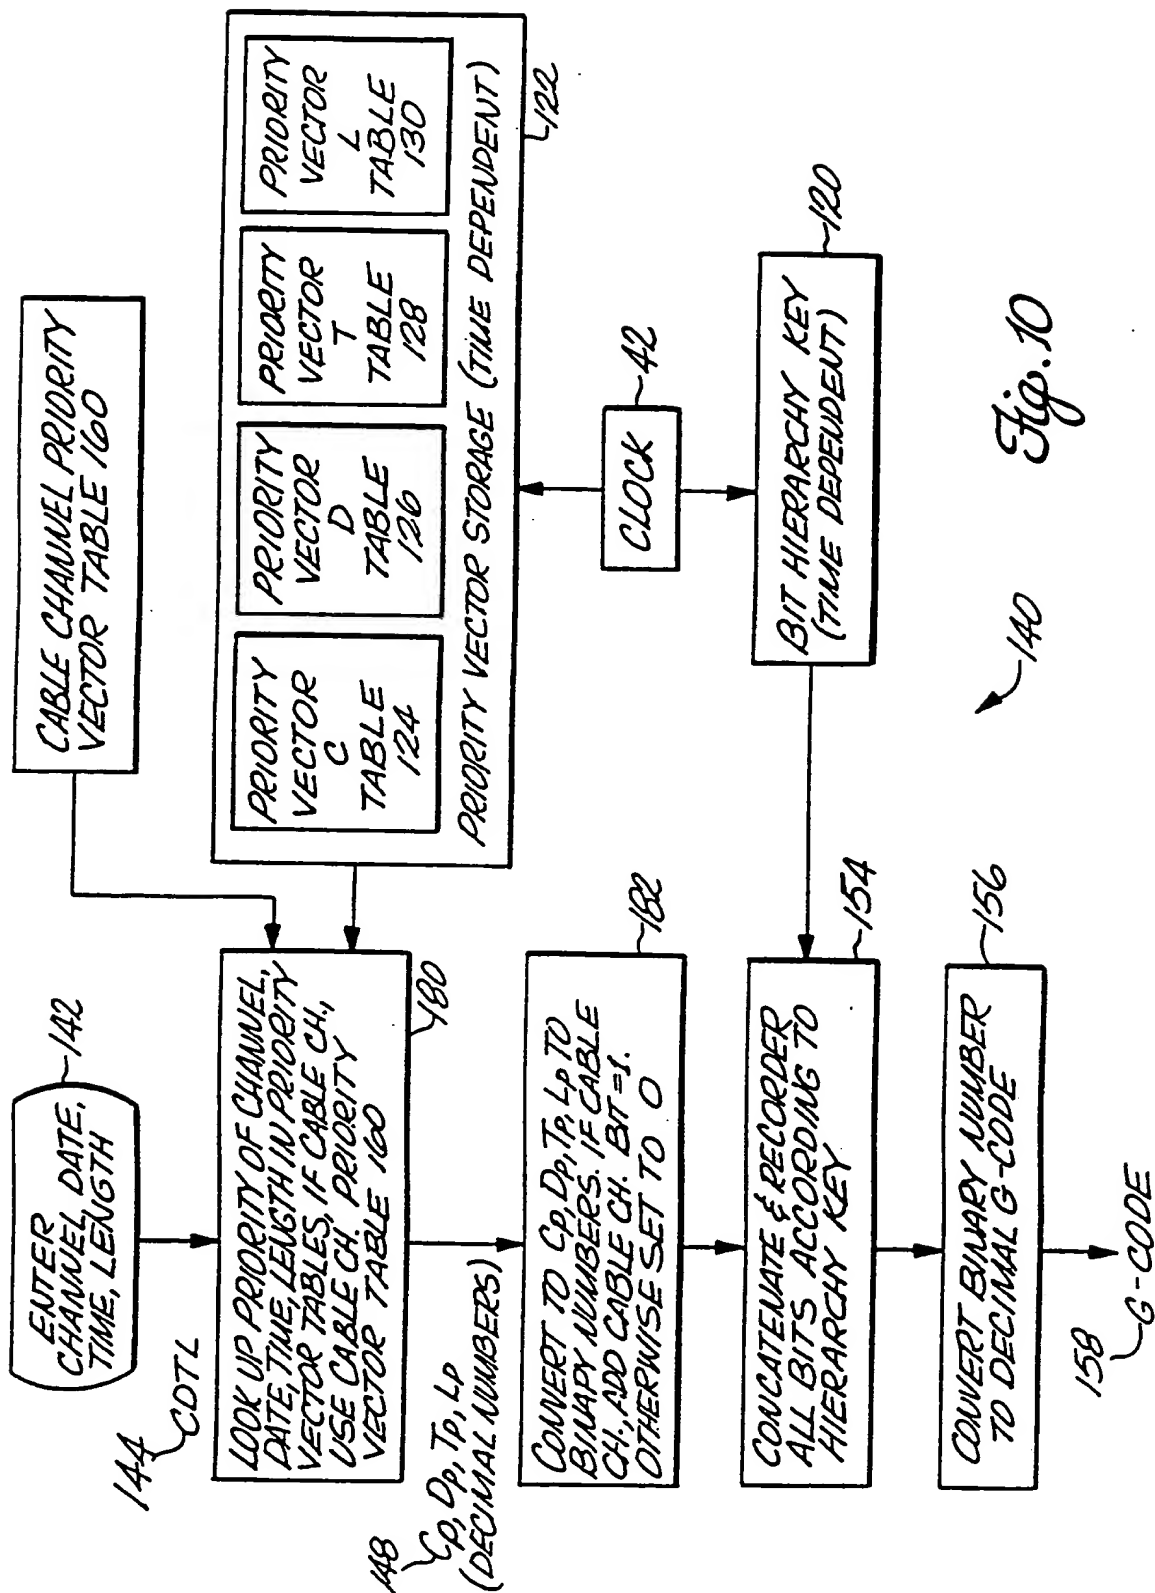 ENTER
CHANNEL, DATE,
TIME, LENGTH
142
144
CDTL
CABLE CHANNEL PRIORITY
VECTOR TABLE 160
LOOK UP PRIORITY OF CHANNEL,
DATE, TIME, LENGTH IN PRIORITY
VECTOR TABLES, IF CABLE CH.,
USE CABLE CH. PRIORITY
VECTOR TABLE 160
180
PRIORITY
VECTOR
C
TABLE
124
PRIORITY
VECTOR
D
TABLE
126
PRIORITY
VECTOR
T
TABLE
128
PRIORITY
VECTOR
L
TABLE
130
PRIORITY VECTOR STORAGE (TIME DEPENDENT)
122
148
Cp, Dp, Tp, Lp
(DECIMAL NUMBERS)
CONVERT TO Cp, Dp, Tp, Lp TO
BINARY NUMBERS. IF CABLE
CH., ADD CABLE CH. BIT = 1.
OTHERWISE SET TO 0
182
CLOCK
42
CONCATENATE & RECORDER
ALL BITS ACCORDING TO
HIERARCHY KEY
154
BIT HIERARCHY KEY
(TIME DEPENDENT)
120
CONVERT BINARY NUMBER
TO DECIMAL G-CODE
156
158
G-CODE
140
Fig. 10